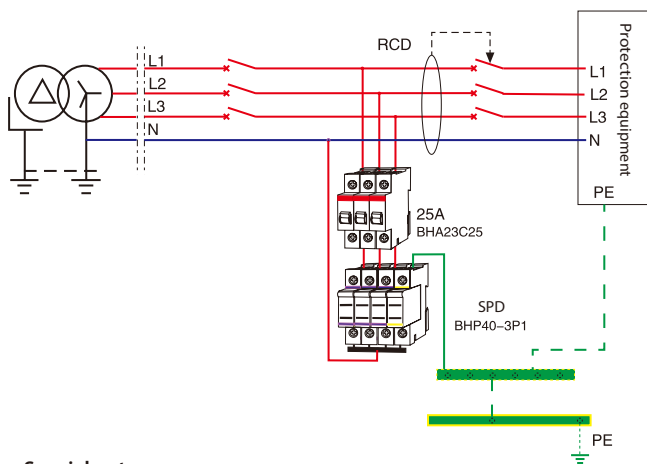 RCD
L1
L2
L3
N
L1
L2
L3
N
PE
Protection equipment
25A
BHA23C25
SPD
BHP40-3P1
PE